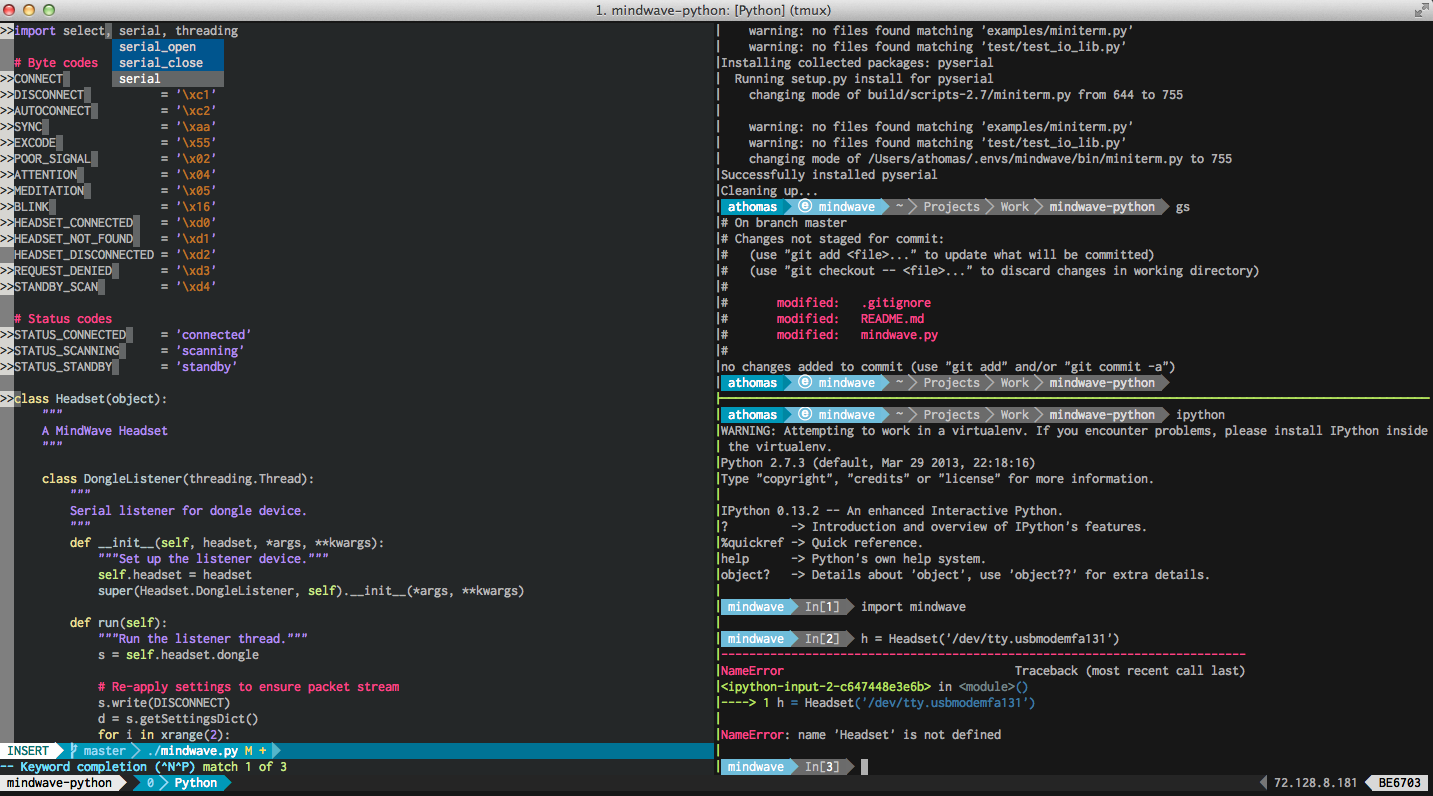 1. mindwave-python: [Python] (tmux)
>>import select, serial, threading
serial_open
# Byte codes    serial_close
>>CONNECT    serial
>>DISCONNECT          = '\xc1'
>>AUTOCONNECT         = '\xc2'
>>SYNC                = '\xaa'
>>EXCODE              = '\x55'
>>POOR_SIGNAL         = '\x02'
>>ATTENTION           = '\x04'
>>MEDITATION          = '\x05'
>>BLINK               = '\x16'
>>HEADSET_CONNECTED   = '\xd0'
>>HEADSET_NOT_FOUND   = '\xd1'
HEADSET_DISCONNECTED = '\xd2'
>>REQUEST_DENIED      = '\xd3'
>>STANDBY_SCAN        = '\xd4'
# Status codes
>>STATUS_CONNECTED    = 'connected'
>>STATUS_SCANNING     = 'scanning'
>>STATUS_STANDBY      = 'standby'
>>class Headset(object):
"""
A MindWave Headset
"""
class DongleListener(threading.Thread):
"""
Serial listener for dongle device.
"""
def __init__(self, headset, *args, **kwargs):
"""Set up the listener device."""
self.headset = headset
super(Headset.DongleListener, self).__init__(*args, **kwargs)
def run(self):
"""Run the listener thread."""
s = self.headset.dongle
# Re-apply settings to ensure packet stream
s.write(DISCONNECT)
d = s.getSettingsDict()
for i in xrange(2):
INSERT master ./mindwave.py M +
-- Keyword completion (^N^P) match 1 of 3
warning: no files found matching 'examples/miniterm.py'
warning: no files found matching 'test/test_io_lib.py'
Installing collected packages: pyserial
Running setup.py install for pyserial
changing mode of build/scripts-2.7/miniterm.py from 644 to 755
warning: no files found matching 'examples/miniterm.py'
warning: no files found matching 'test/test_io_lib.py'
changing mode of /Users/athomas/.envs/mindwave/bin/miniterm.py to 755
Successfully installed pyserial
Cleaning up...
athomas ⓔ mindwave ~ Projects Work mindwave-python gs
# On branch master
# Changes not staged for commit:
#   (use "git add <file>..." to update what will be committed)
#   (use "git checkout -- <file>..." to discard changes in working directory)
#
#       modified:   .gitignore
#       modified:   README.md
#       modified:   mindwave.py
#
no changes added to commit (use "git add" and/or "git commit -a")
athomas ⓔ mindwave ~ Projects Work mindwave-python
athomas ⓔ mindwave ~ Projects Work mindwave-python ipython
WARNING: Attempting to work in a virtualenv. If you encounter problems, please install IPython inside
the virtualenv.
Python 2.7.3 (default, Mar 29 2013, 22:18:16)
Type "copyright", "credits" or "license" for more information.
IPython 0.13.2 -- An enhanced Interactive Python.
?         -> Introduction and overview of IPython's features.
%quickref -> Quick reference.
help      -> Python's own help system.
object?   -> Details about 'object', use 'object??' for extra details.
mindwave In[1] import mindwave
mindwave In[2] h = Headset('/dev/tty.usbmodemfa131')
---------------------------------------------------------------------------
NameError                                 Traceback (most recent call last)
<ipython-input-2-c647448e3e6b> in <module>()
----> 1 h = Headset('/dev/tty.usbmodemfa131')
NameError: name 'Headset' is not defined
mindwave In[3]
mindwave-python 0 Python 72.128.8.181 BE6703